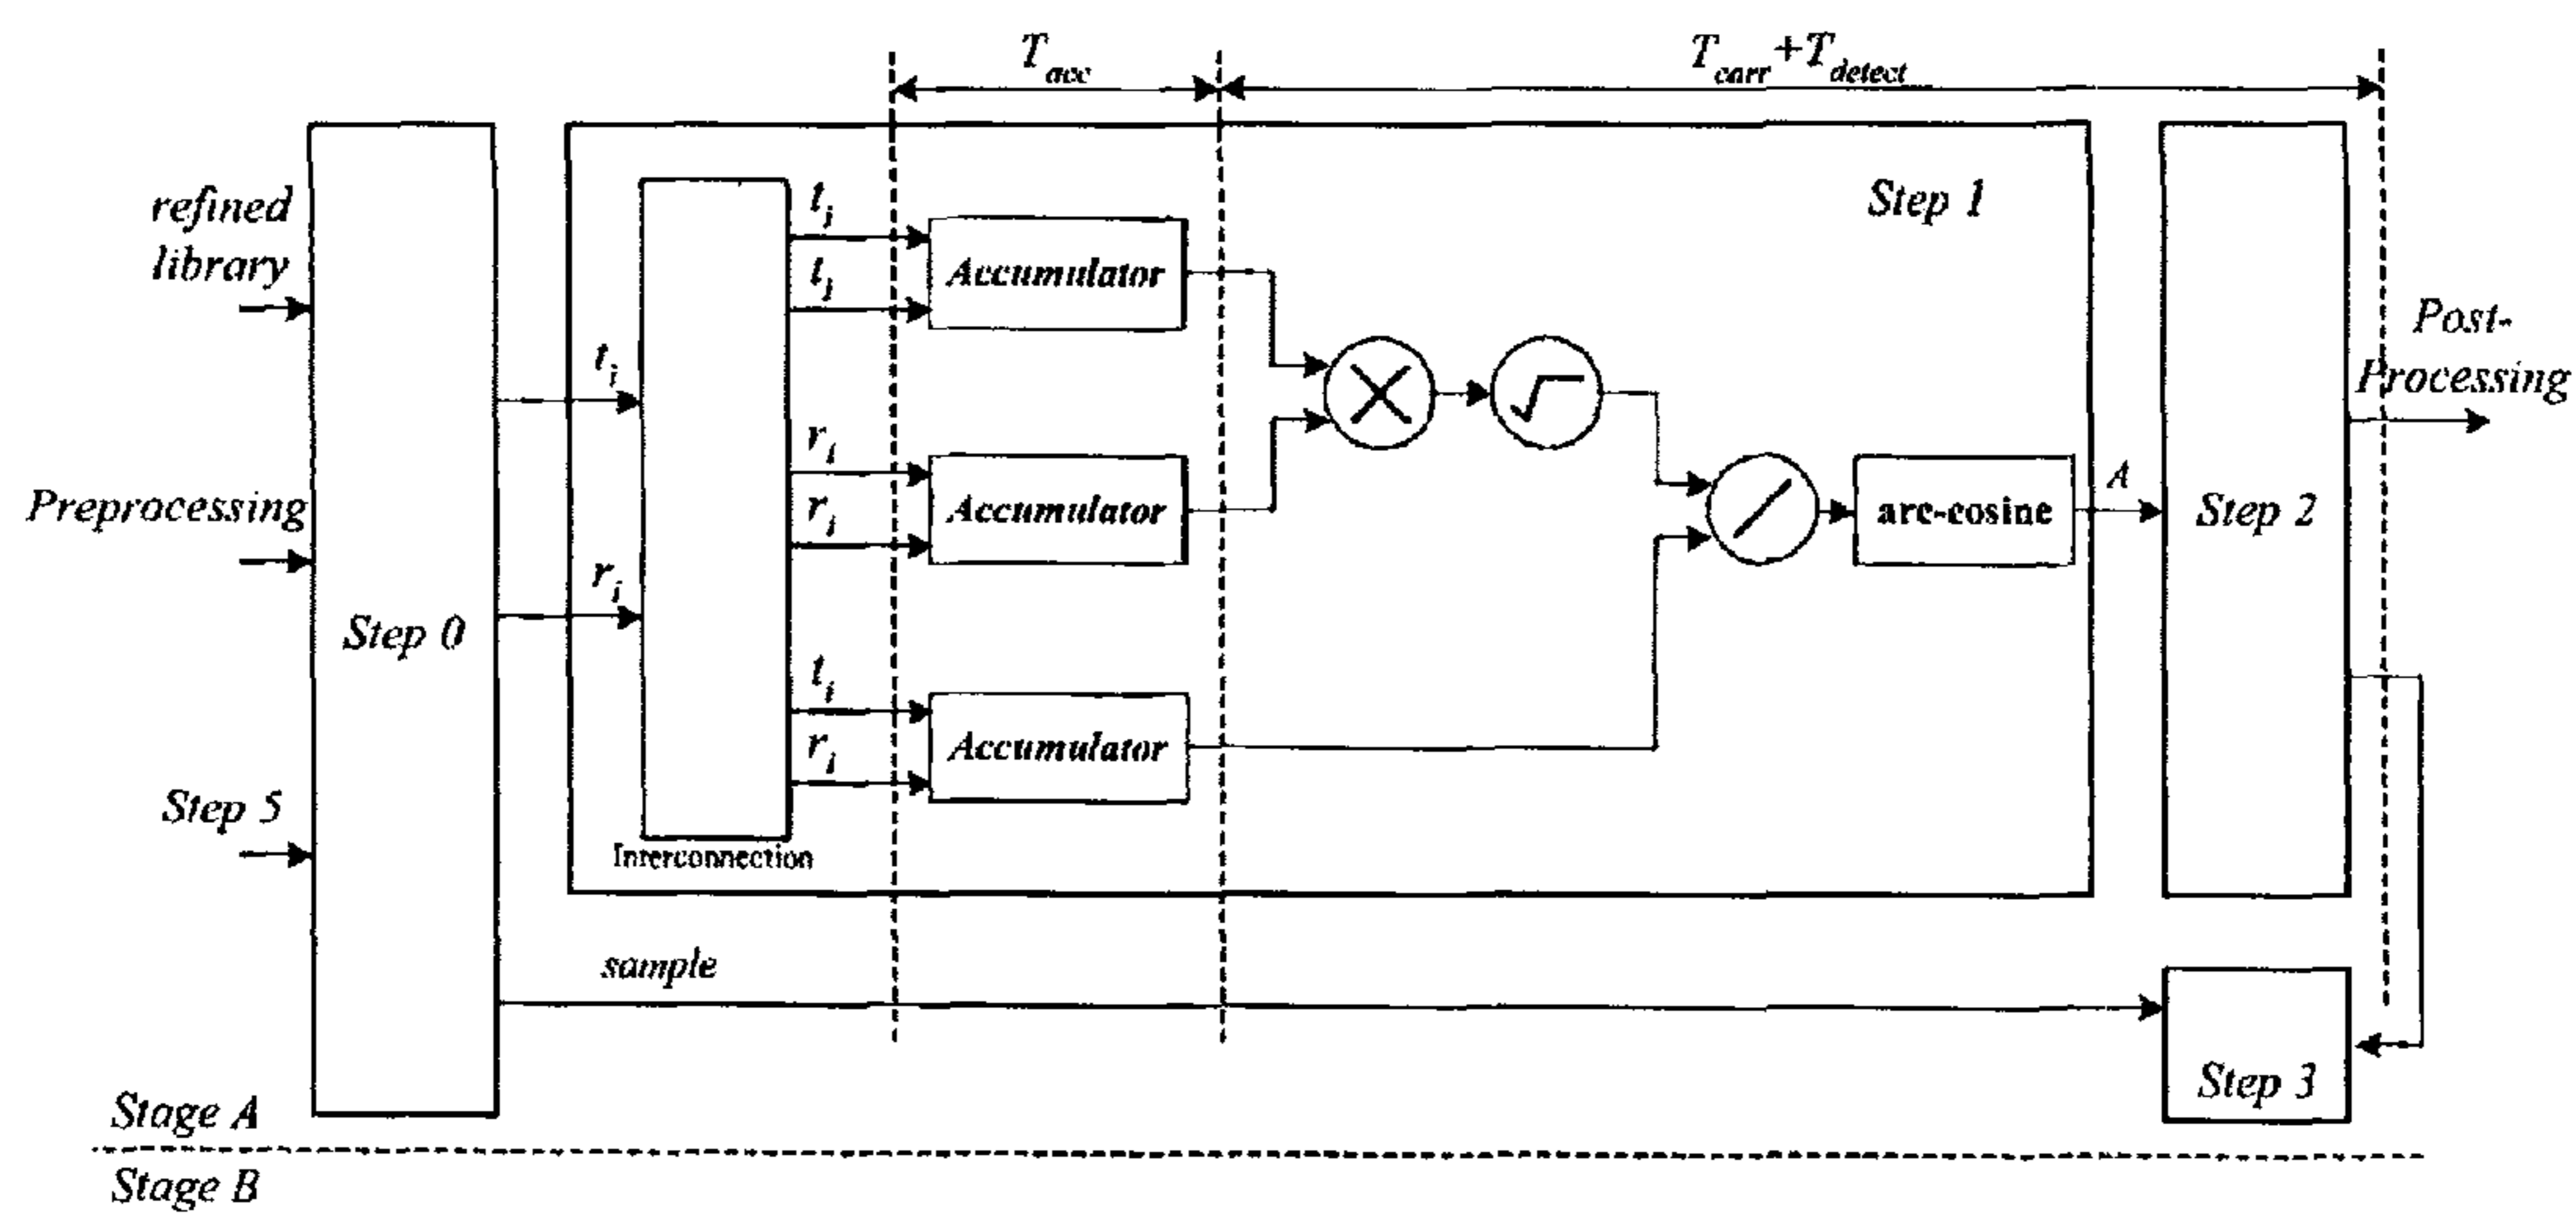 T_acc
T_carr+T_detect
refined
library
Preprocessing
Step 5
Step 0
t_i
r_i
Interconnection
t_i
t_i
r_i
r_i
t_i
r_i
Accumulator
Accumulator
Accumulator
Step 1
arc-cosine
A
Step 2
Post-
Processing
sample
Step 3
Stage A
Stage B